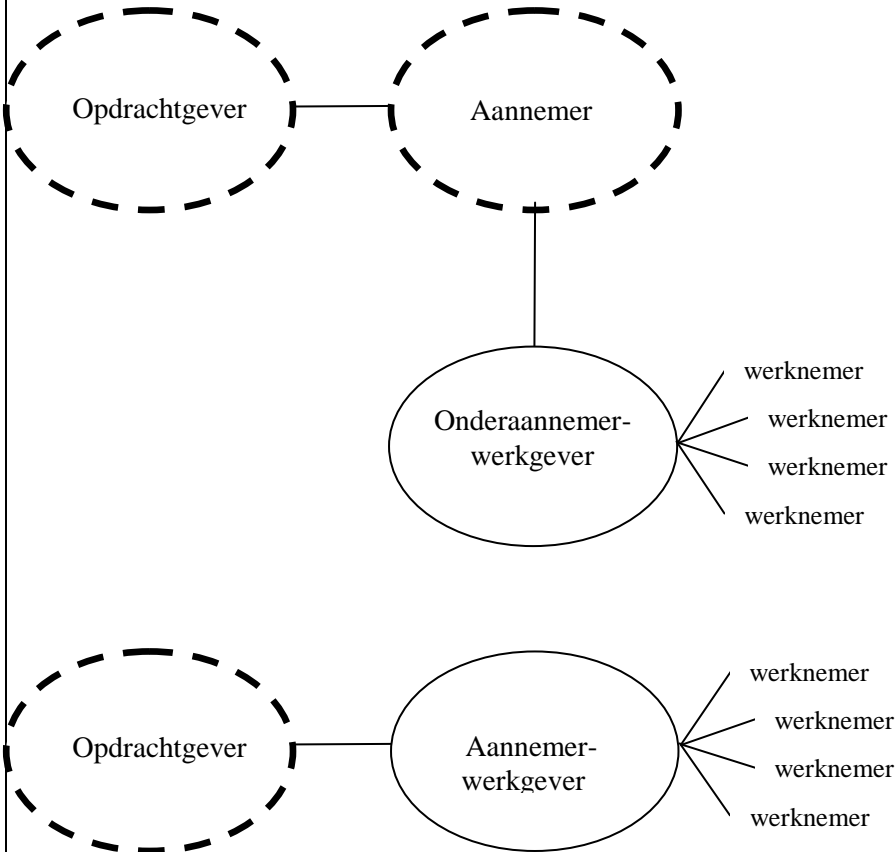 Opdrachtgever
Aannemer
Onderaannemer-
werkgever
werknemer
werknemer
werknemer
werknemer
Opdrachtgever
Aannemer-
werkgever
werknemer
werknemer
werknemer
werknemer